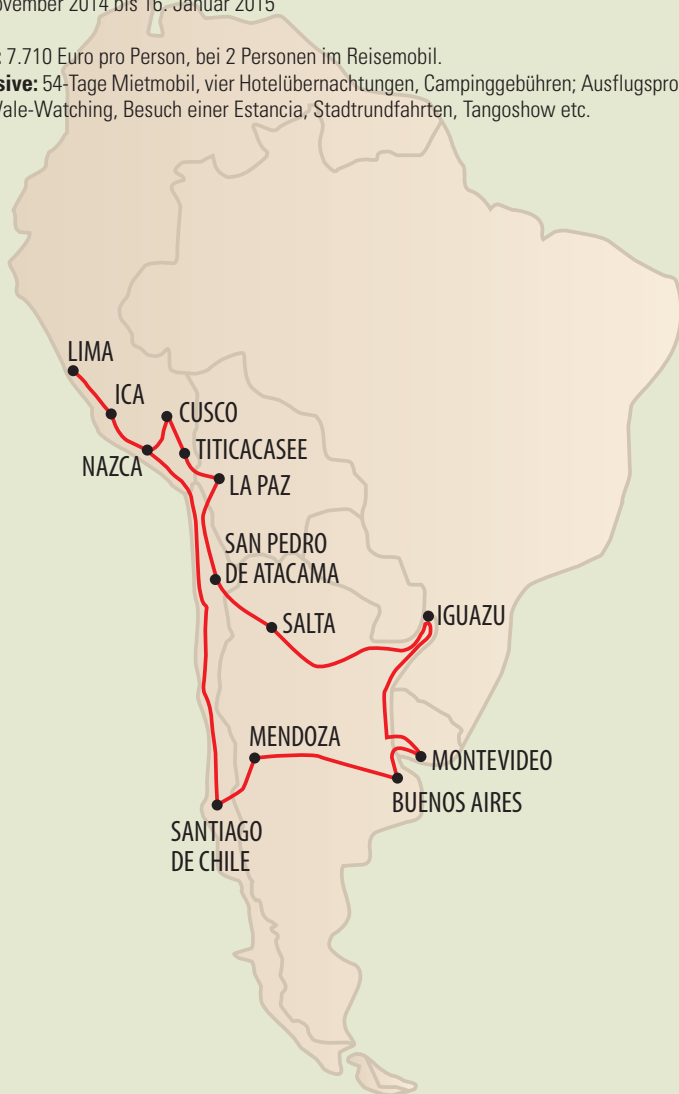 ovember 2014 bis 16. Januar 2015
: 7.710 Euro pro Person, bei 2 Personen im Reisemobil.
sive: 54-Tage Mietmobil, vier Hotelübernachtungen, Campinggebühren; Ausflugspro
Wale-Watching, Besuch einer Estancia, Stadtrundfahrten, Tangoshow etc.
LIMA
ICA
CUSCO
NAZCA
TITICACASEE
LA PAZ
SAN PEDRO
DE ATACAMA
SALTA
IGUAZU
MENDOZA
MONTEVIDEO
BUENOS AIRES
SANTIAGO
DE CHILE